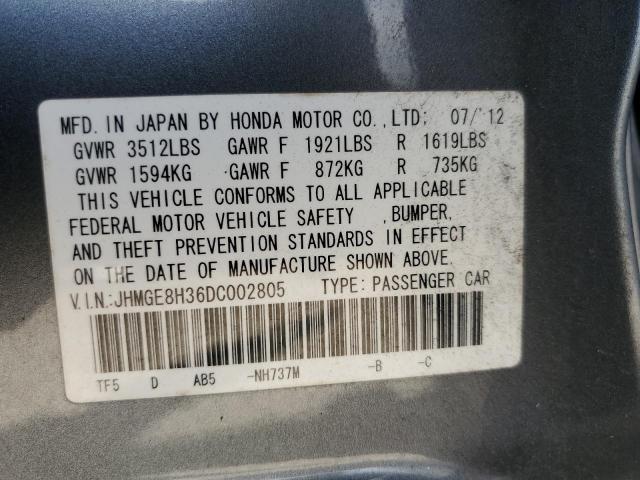 MFD. IN JAPAN BY HONDA MOTOR CO.,LTD: 07/'12
GVWR 3512LBS GAWR F 1921LBS R 1619LBS
GVWR 1594KG GAWR F 872KG R 735KG
THIS VEHICLE CONFORMS TO ALL APPLICABLE
FEDERAL MOTOR VEHICLE SAFETY ,BUMPER,
AND THEFT PREVENTION STANDARDS IN EFFECT
ON THE DATE OF MANUFACTURE SHOWN ABOVE.
V.I.N.:JHMGE8H36DC002805 TYPE: PASSENGER CAR
TF5 D AB5 -NH737M -B -C